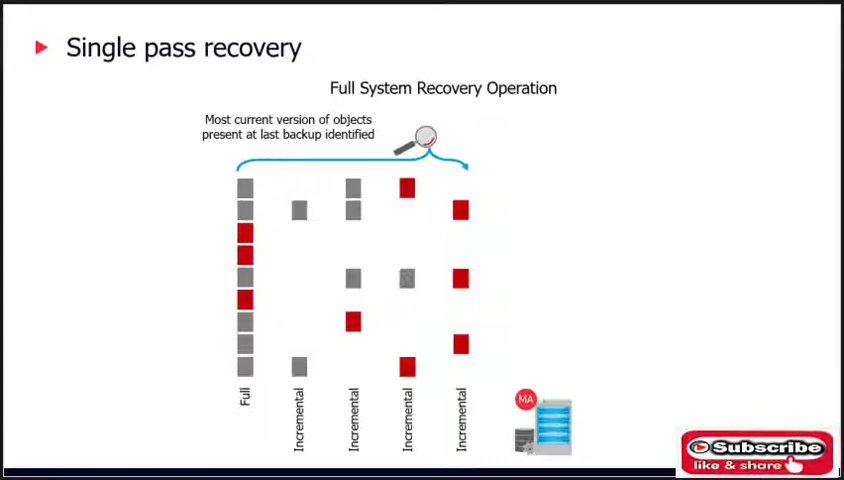 Single pass recovery
Full System Recovery Operation
Most current version of objects
present at last backup identified
Full
Incremental
Incremental
Incremental
Incremental
MA
Subscribe
like & share